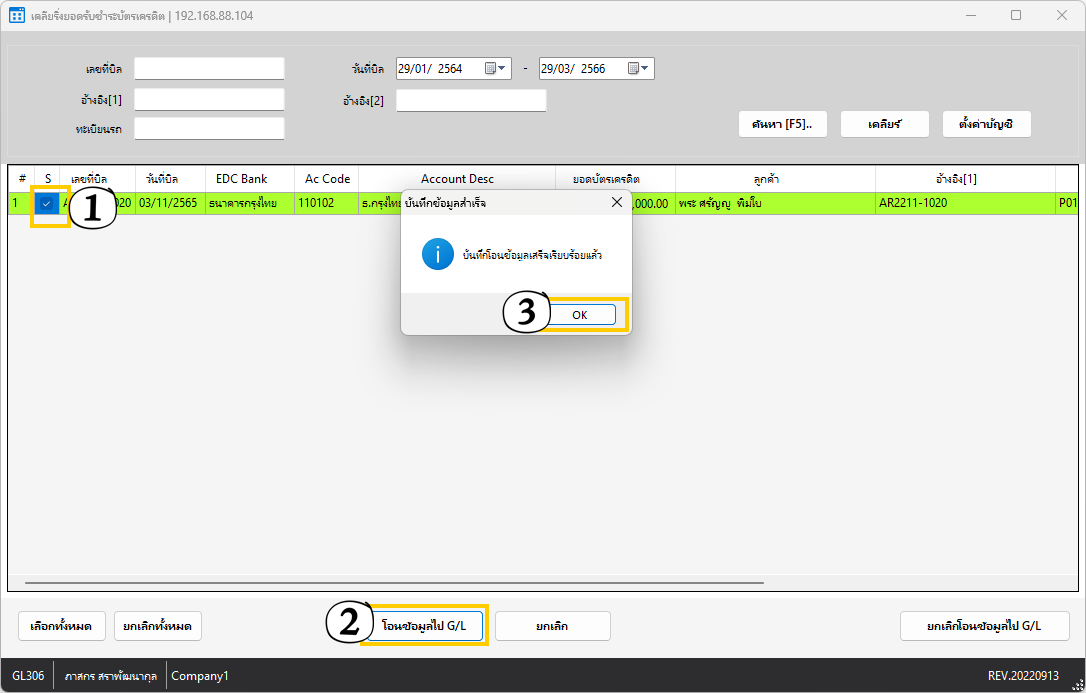 เคลียริ่งยอดรับชำระบัตรเครดิต | 192.168.88.104
เลขที่บิล วันที่บิล 29/01/ 2564 - 29/03/ 2566
อ้างอิง[1] อ้างอิง[2]
ทะเบียนรถ ค้นหา [F5].. เคลียร์ ตั้งค่าบัญชี
# S เลขที่บิล วันที่บิล EDC Bank Ac Code Account Desc ยอดบัตรเครดิต ลูกค้า อ้างอิง[1]
1 020 03/11/2565 ธนาคารกรุงไทย 110102 ธ.กรุงไทย ,000.00 พระ ศรัญญู พิมโบ AR2211-1020 P01
1
บันทึกข้อมูลสำเร็จ
บันทึกโอนข้อมูลเสร็จเรียบร้อยแล้ว
3 OK
เลือกทั้งหมด ยกเลิกทั้งหมด 2 โอนข้อมูลไป G/L ยกเลิก ยกเลิกโอนข้อมูลไป G/L
GL306 ภาสกร สราพัฒนากุล Company1 REV.20220913